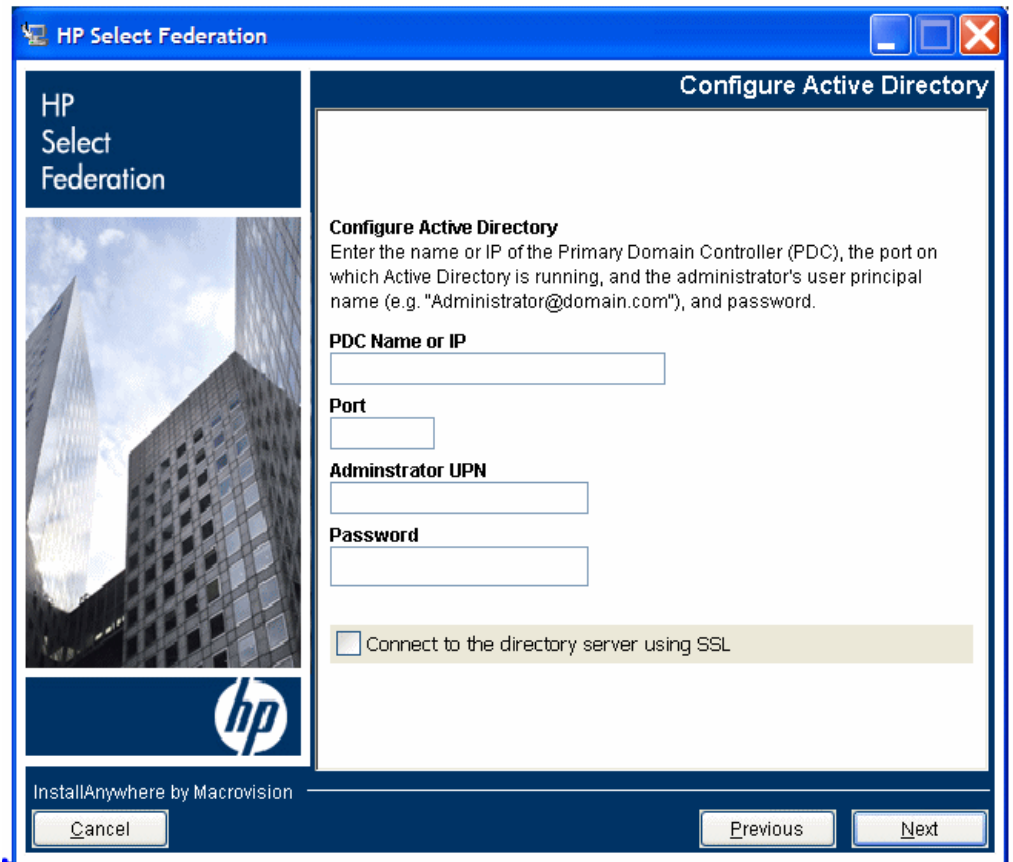 HP Select Federation
Configure Active Directory
HP
Select
Federation
Configure Active Directory
Enter the name or IP of the Primary Domain Controller (PDC), the port on
which Active Directory is running, and the administrator's user principal
name (e.g. "Administrator@domain.com"), and password.
PDC Name or IP
Port
Adminstrator UPN
Password
Connect to the directory server using SSL
hp
InstallAnywhere by Macrovision
Cancel
Previous
Next